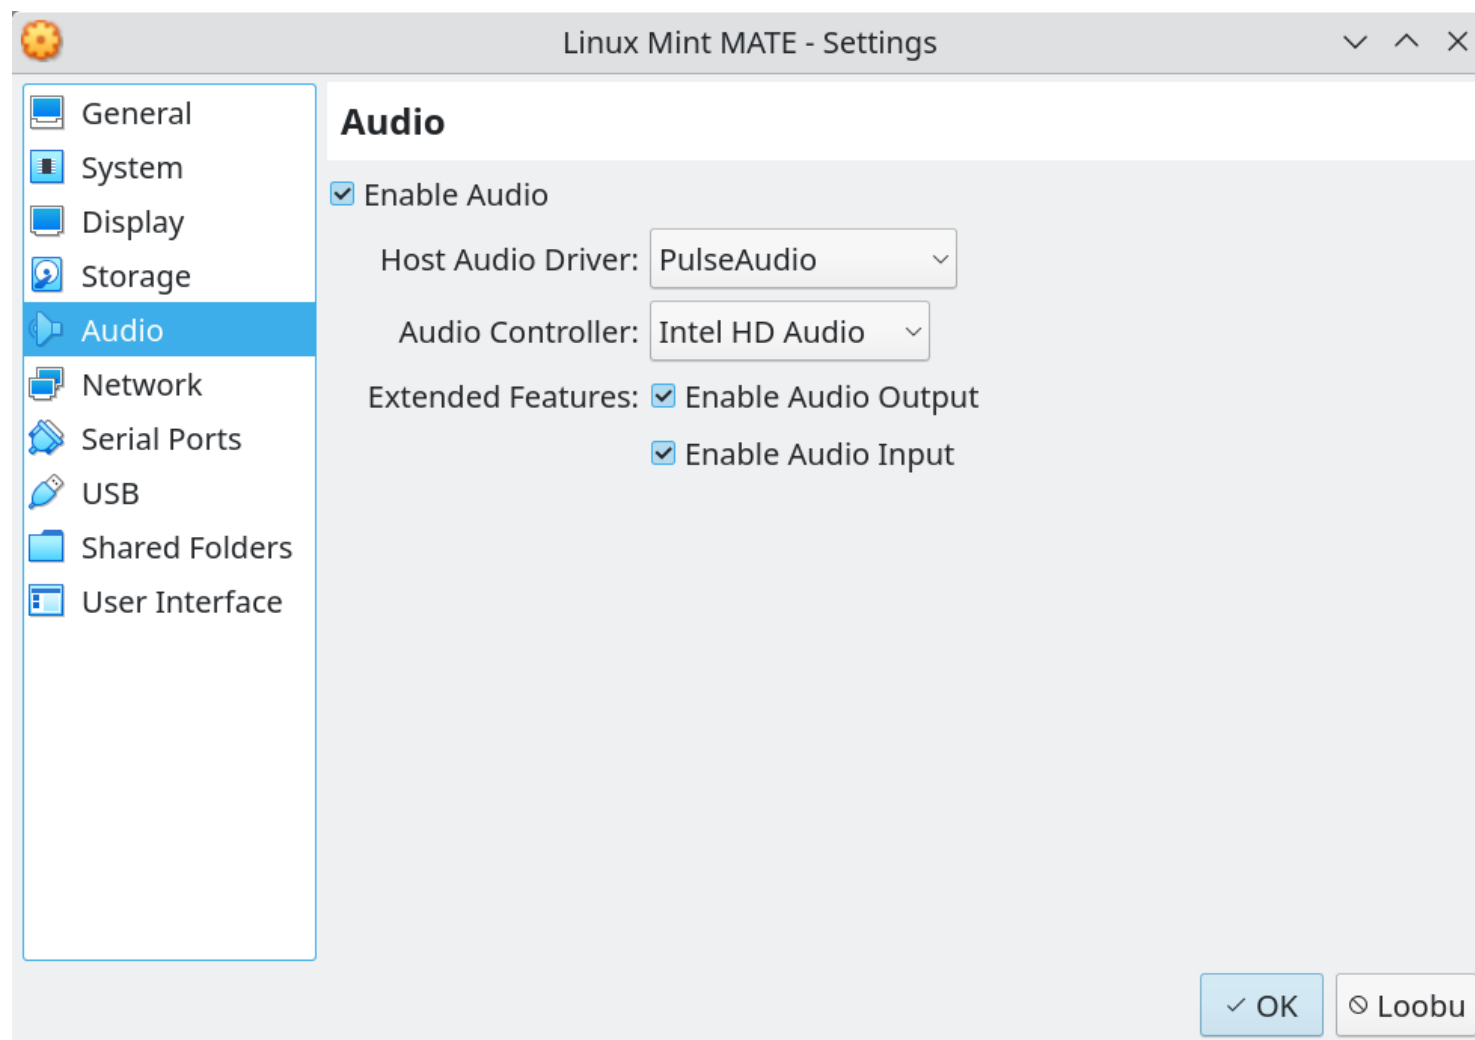 Linux Mint MATE - Settings
General
System
Display
Storage
Audio
Network
Serial Ports
USB
Shared Folders
User Interface
Audio
Enable Audio
Host Audio Driver: PulseAudio
Audio Controller: Intel HD Audio
Extended Features: Enable Audio Output
Enable Audio Input
OK
Loobu